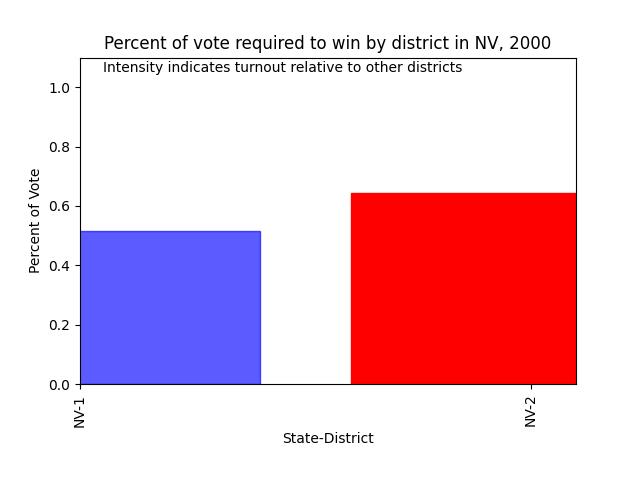 Percent of vote required to win by district in NV, 2000
Intensity indicates turnout relative to other districts
1.0
0.8
0.6
0.4
0.2
0.0
Percent of Vote
NV-1
NV-2
State-District